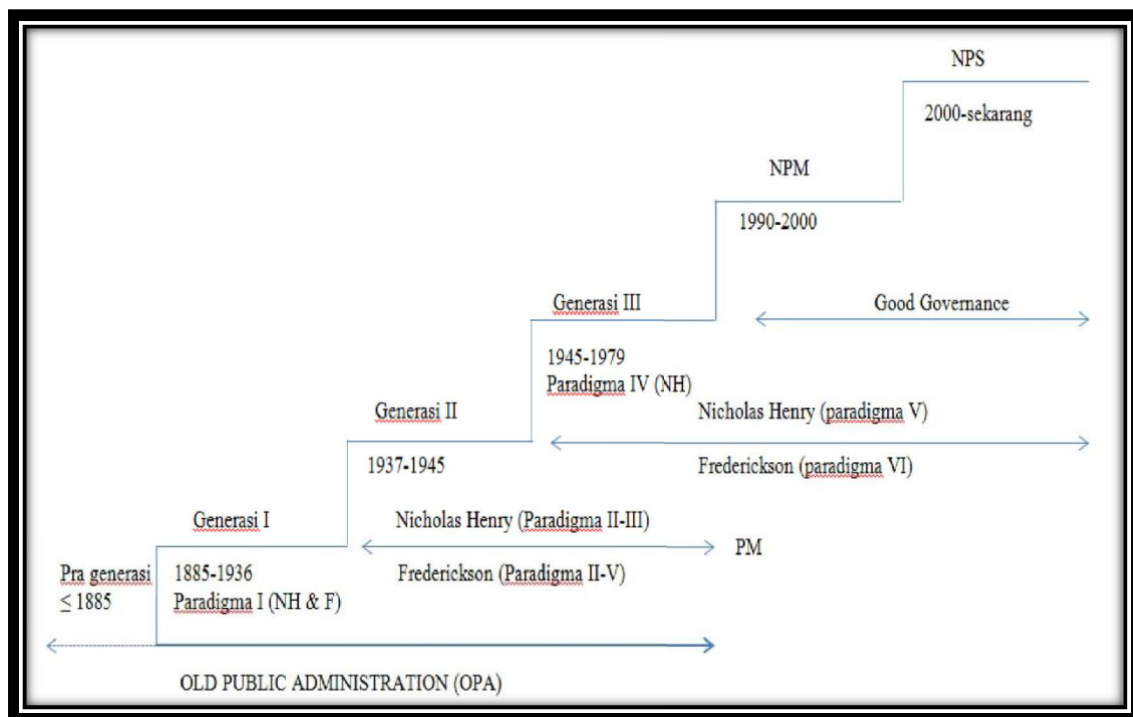 NPS
2000-sekarang
NPM
1990-2000
Generasi III
Good Governance
1945-1979
Paradigma IV (NH)
Generasi II
Nicholas Henry (paradigma V)
1937-1945
Frederickson (paradigma VI)
Generasi I
Nicholas Henry (Paradigma II-III)
PM
Pra generasi
≤ 1885
1885-1936
Paradigma I (NH & F)
Frederickson (Paradigma II-V)
OLD PUBLIC ADMINISTRATION (OPA)